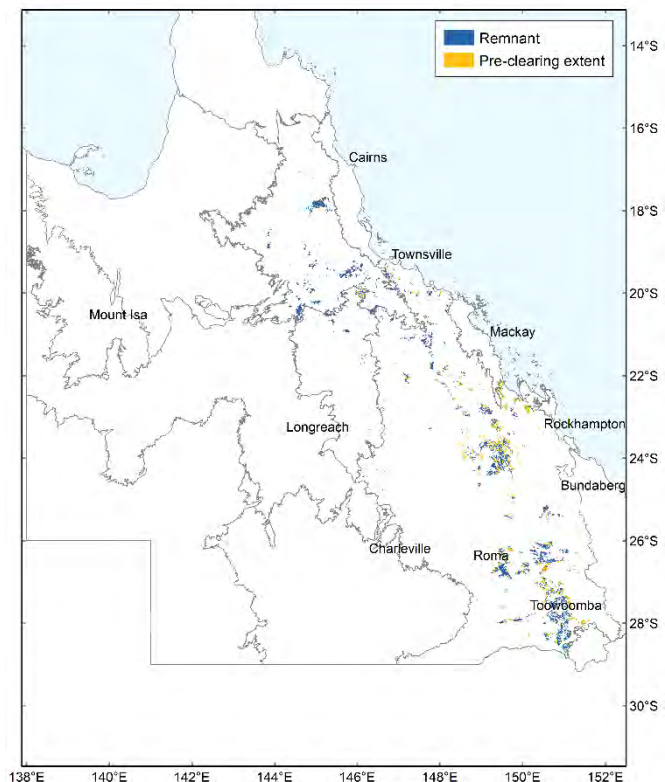 Remnant
Pre-clearing extent
14°S
16°S
Cairns
18°S
Townsville
20°S
Mount Isa
Mackay
22°S
Longreach
Rockhampton
24°S
Bundaberg
26°S
Charleville
Roma
Toowoomba
28°S
30°S
138°E 140°E 142°E 144°E 146°E 148°E 150°E 152°E